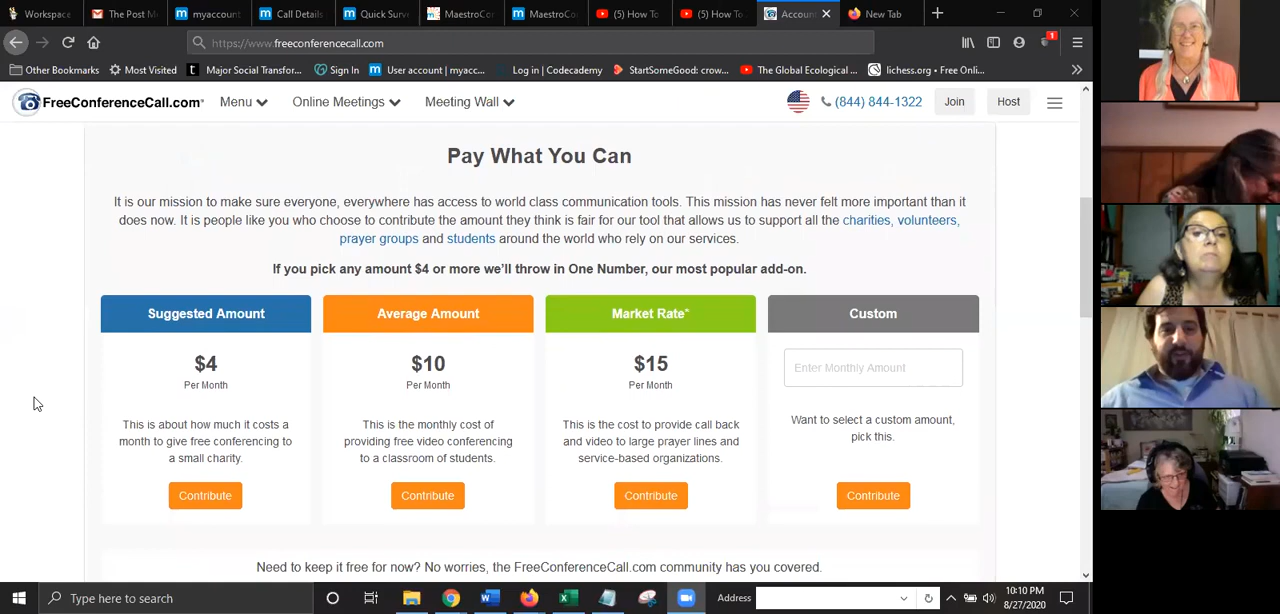 Workspace
The Post M
myaccount
Call Details
Quick Surv
MaestroCon
MaestroCo
(5) How To
(5) How To
Accoun
New Tab
https://www.freeconferencecall.com
1
Other Bookmarks
Most Visited
t Major Social Transfor...
Sign In
User account | myacc...
Log in | Codecademy
StartSomeGood: crow...
The Global Ecological ...
lichess.org • Free Onli...
FreeConferenceCall.com®
Menu
Online Meetings
Meeting Wall
(844) 844-1322
Join
Host
Pay What You Can
It is our mission to make sure everyone, everywhere has access to world class communication tools. This mission has never felt more important than it
does now. It is people like you who choose to contribute the amount they think is fair for our tool that allows us to support all the charities, volunteers,
prayer groups and students around the world who rely on our services.
If you pick any amount $4 or more we'll throw in One Number, our most popular add-on.
Suggested Amount
$4
Per Month
This is about how much it costs a
month to give free conferencing to
a small charity.
Contribute
Average Amount
$10
Per Month
This is the monthly cost of
providing free video conferencing
to a classroom of students.
Contribute
Market Rate*
$15
Per Month
This is the cost to provide call back
and video to large prayer lines and
service-based organizations.
Contribute
Custom
Enter Monthly Amount
Want to select a custom amount,
pick this.
Contribute
Need to keep it free for now? No worries, the FreeConferenceCall.com community has you covered.
Type here to search
Address
10:10 PM
8/27/2020